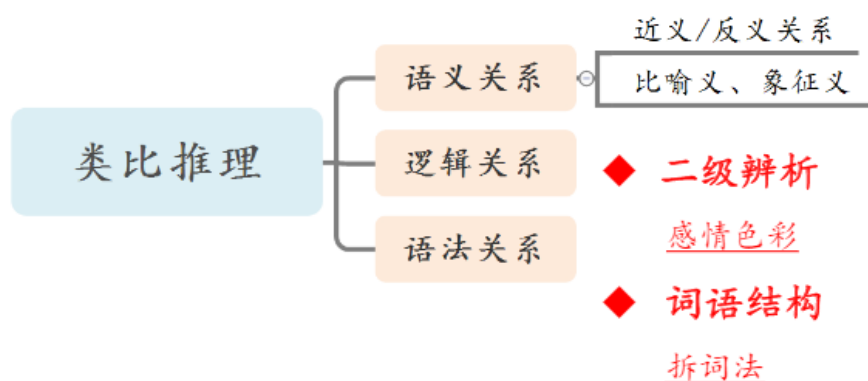 类比推理
语义关系
近义/反义关系
比喻义、象征义
逻辑关系
语法关系
二级辨析
感情色彩
词语结构
拆词法